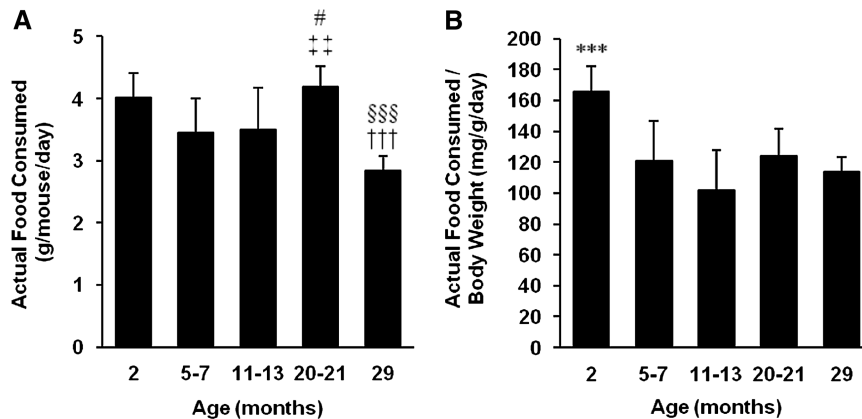 A
Actual Food Consumed
(g/mouse/day)
5
4
3
2
1
0
#
‡‡
§§§
†††
2 5-7 11-13 20-21 29
Age (months)
B
Actual Food Consumed /
Body Weight (mg/g/day)
200
180
160
140
120
100
80
60
40
20
0
***
2 5-7 11-13 20-21 29
Age (months)